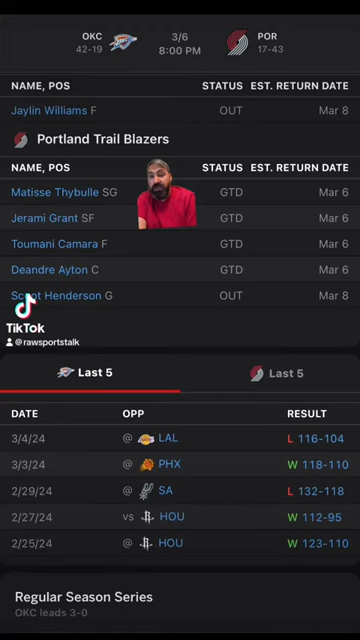 OKC
42-19
3/6
8:00 PM
POR
17-43
NAME, POS STATUS EST. RETURN DATE
Jaylin Williams F OUT Mar 8
Portland Trail Blazers
NAME, POS STATUS EST. RETURN DATE
Matisse Thybulle SG GTD Mar 6
Jerami Grant SF GTD Mar 6
Toumani Camara F GTD Mar 6
Deandre Ayton C GTD Mar 6
Scoot Henderson G OUT Mar 8
TikTok
@rawsportstalk
Last 5 Last 5
DATE OPP RESULT
3/4/24 @ LAL L 116-104
3/3/24 @ PHX W 118-110
2/29/24 @ SA L 132-118
2/27/24 vs HOU W 112-95
2/25/24 @ HOU W 123-110
Regular Season Series
OKC leads 3-0